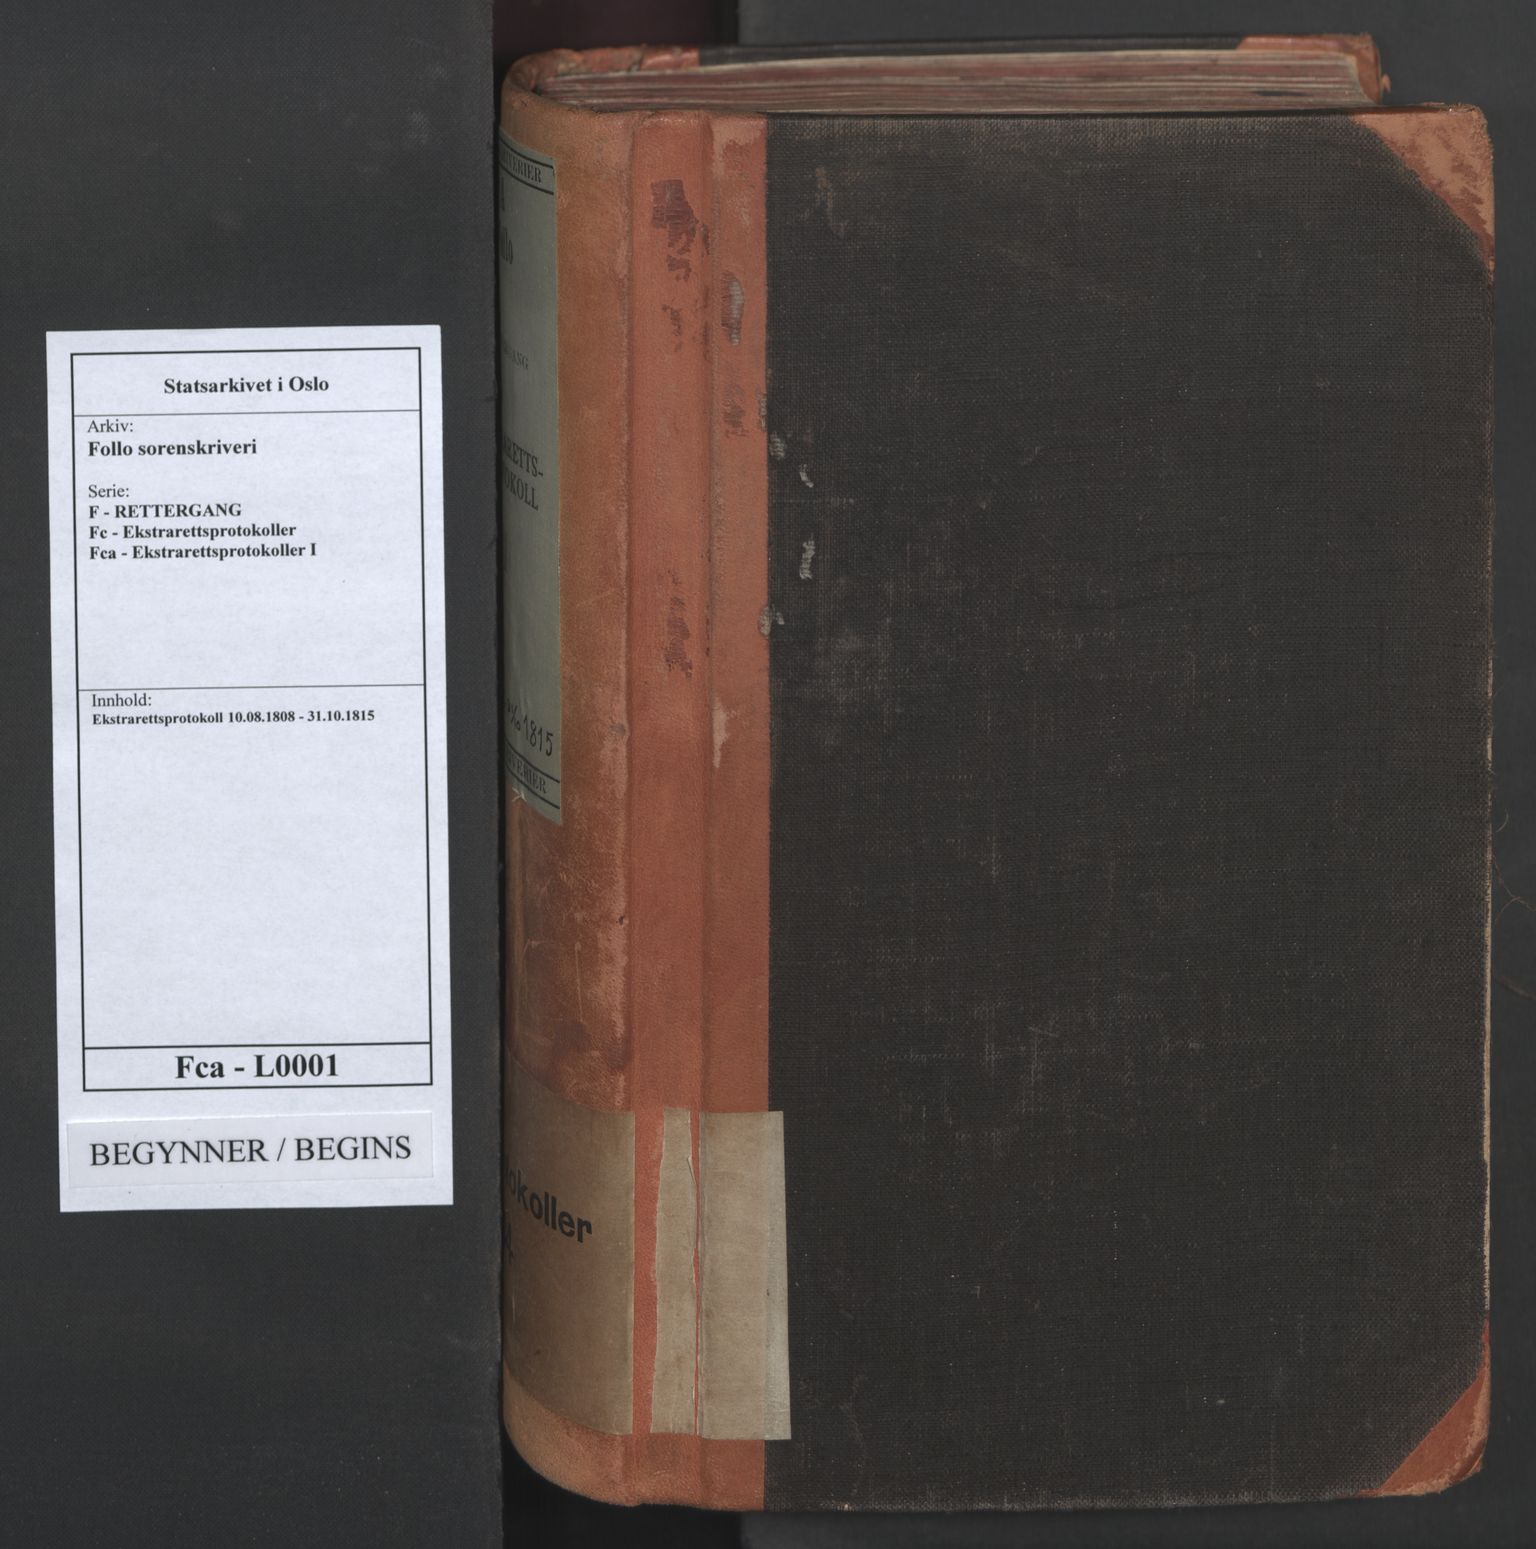 Statsarkivet i Oslo
Arkiv:
Follo sorenskriveri
Serie:
F - RETTERGANG
Fc - Ekstrarettsprotokoller
Fca - Ekstrarettsprotokoller I
Innhold:
Ekstrarettsprotokoll 10.08.1808 - 31.10.1815
Fca - L0001
BEGYNNER / BEGINS
1815
okoller